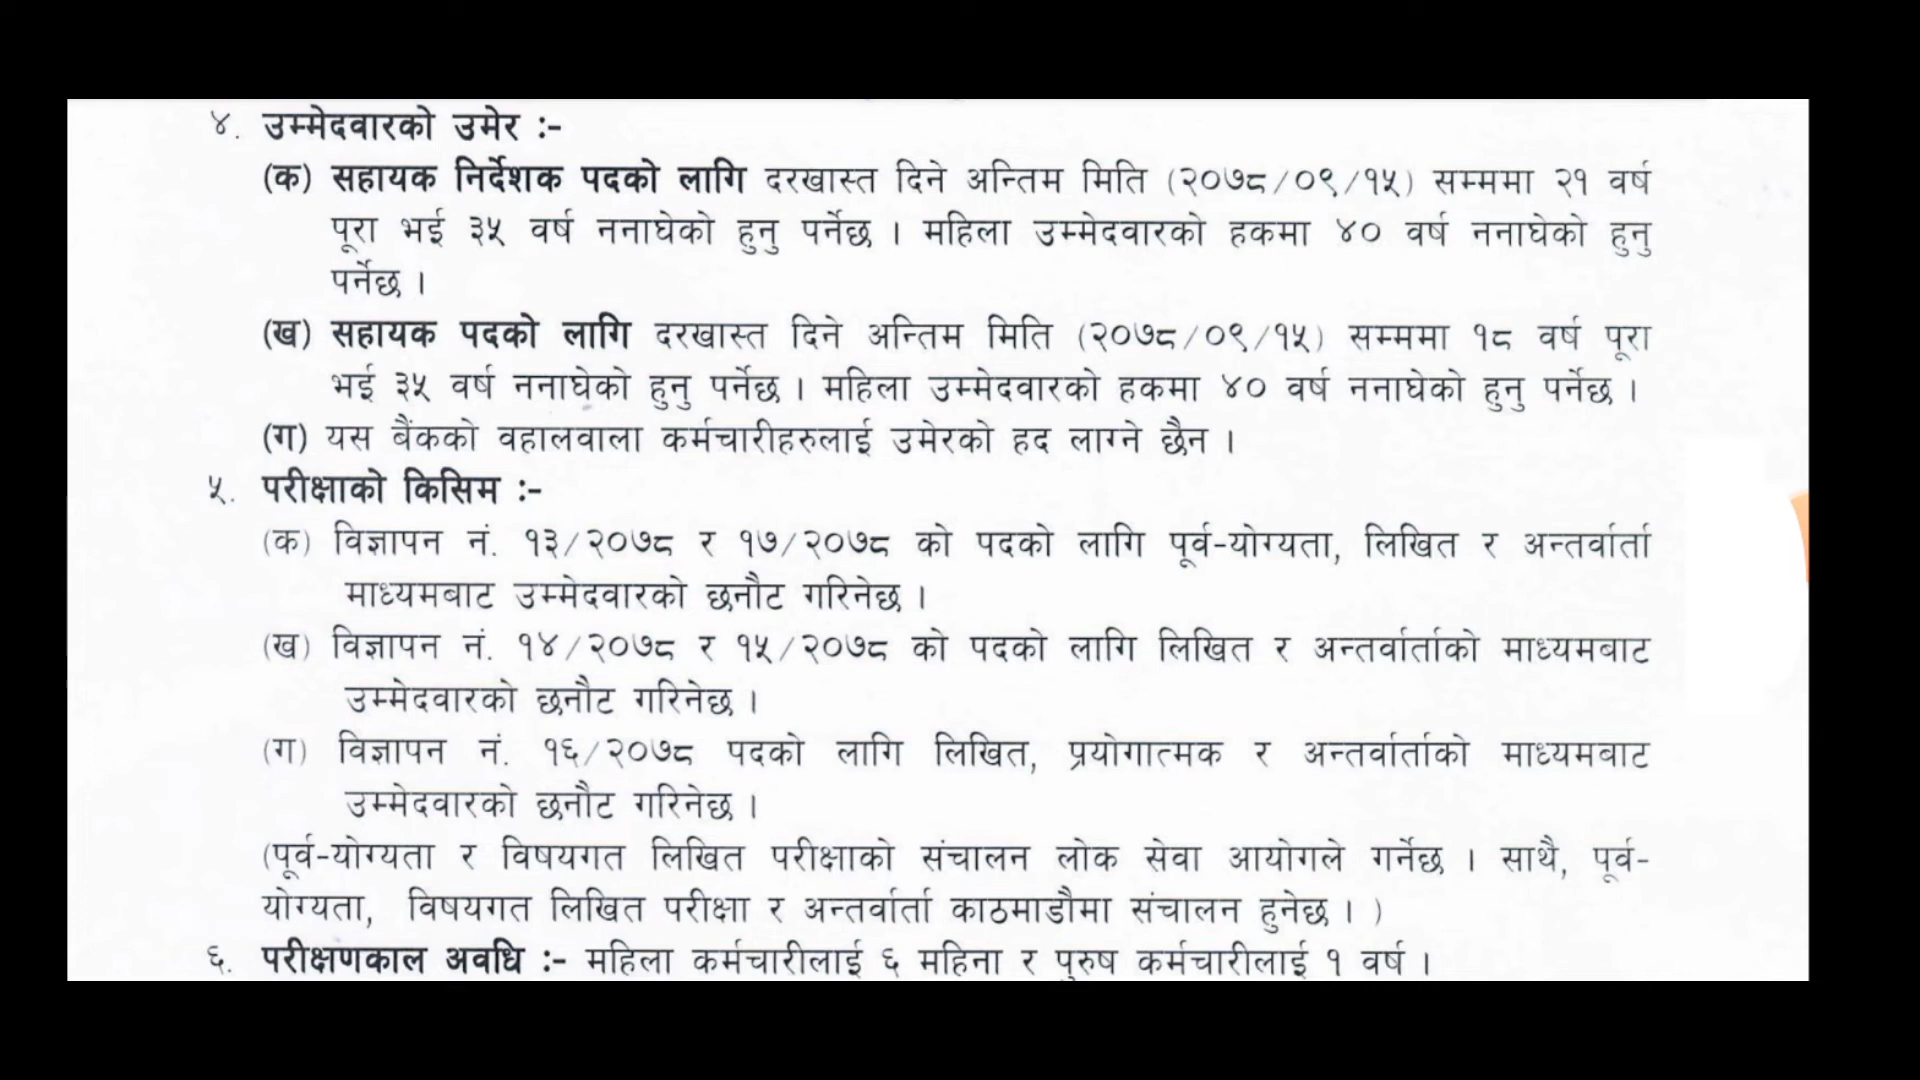 ४. उम्मेदवारको उमेर :-
(क) सहायक निर्देशक पदको लागि दरखास्त दिने अन्तिम मिति (२०७८/०९/१५) सम्ममा २१ वर्ष
पूरा भई ३५ वर्ष ननाघेको हुनु पर्नेछ । महिला उम्मेदवारको हकमा ४० वर्ष ननाघेको हुनु
पर्नेछ ।
(ख) सहायक पदको लागि दरखास्त दिने अन्तिम मिति (२०७८/०९/१५) सम्ममा १८ वर्ष पूरा
भई ३५ वर्ष ननाघेको हुनु पर्नेछ । महिला उम्मेदवारको हकमा ४० वर्ष ननाघेको हुनु पर्नेछ ।
(ग) यस बैंकको वहालवाला कर्मचारीहरुलाई उमेरको हद लाग्ने छैन ।
५. परीक्षाको किसिम :-
(क) विज्ञापन नं. १३/२०७८ र १७/२०७८ को पदको लागि पूर्व-योग्यता, लिखित र अन्तर्वार्ता
माध्यमबाट उम्मेदवारको छनौट गरिनेछ ।
(ख) विज्ञापन नं. १४/२०७८ र १५/२०७८ को पदको लागि लिखित र अन्तर्वार्ताको माध्यमबाट
उम्मेदवारको छनौट गरिनेछ ।
(ग) विज्ञापन नं. १६/२०७८ पदको लागि लिखित, प्रयोगात्मक र अन्तर्वार्ताको माध्यमबाट
उम्मेदवारको छनौट गरिनेछ ।
(पूर्व-योग्यता र विषयगत लिखित परीक्षाको संचालन लोक सेवा आयोगले गर्नेछ । साथै, पूर्व-
योग्यता, विषयगत लिखित परीक्षा र अन्तर्वार्ता काठमाडौमा संचालन हुनेछ । )
६. परीक्षणकाल अवधि :- महिला कर्मचारीलाई ६ महिना र पुरुष कर्मचारीलाई १ वर्ष ।